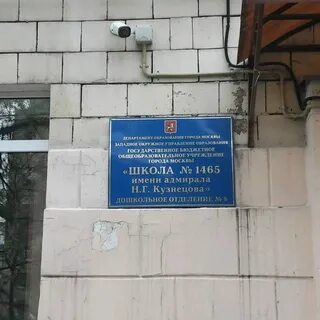 ДЕПАРТАМЕНТ ОБРАЗОВАНИЯ ГОРОДА МОСКВЫ
ЗАПАДНОЕ ОКРУЖНОЕ УПРАВЛЕНИЕ ОБРАЗОВАНИЯ
ГОСУДАРСТВЕННОЕ БЮДЖЕТНОЕ
ОБЩЕОБРАЗОВАТЕЛЬНОЕ УЧРЕЖДЕНИЕ
ГОРОДА МОСКВЫ
«ШКОЛА № 1465
имени адмирала
Н.Г. Кузнецова»
ДОШКОЛЬНОЕ ОТДЕЛЕНИЕ №